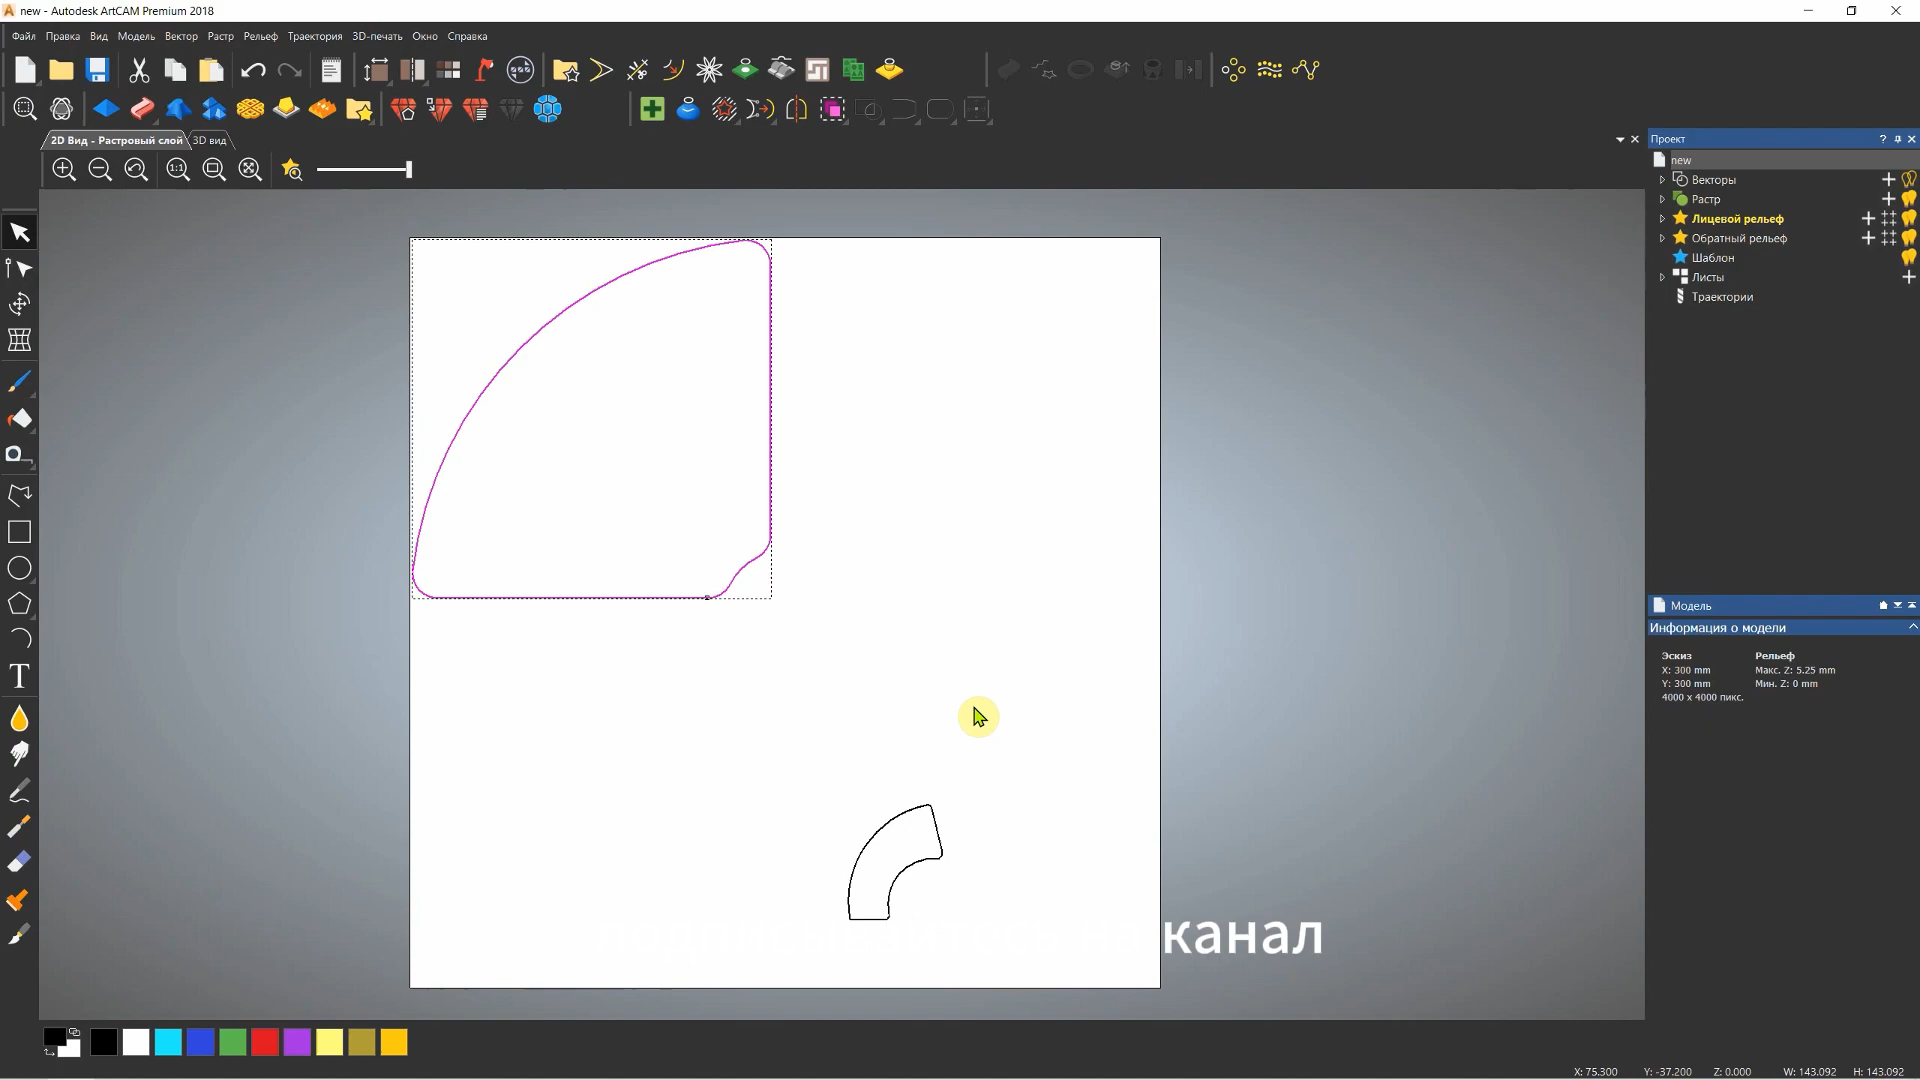 new - Autodesk ArtCAM Premium 2018
Файл Правка Вид Модель Вектор Растр Рельеф Траектория 3D-печать Окно Справка
2D Вид - Растровый слой 3D вид
Проект
new
Векторы
Растр
Лицевой рельеф
Обратный рельеф
Шаблон
Листы
Траектории
1:1
T
Модель
Информация о модели
Эскиз Рельеф
X: 300 mm Макс. Z: 5.25 mm
Y: 300 mm Мин. Z: 0 mm
4000 x 4000 пикс.
канал
X: 75.300 Y: -37.200 Z: 0.000 W: 143.092 H: 143.092